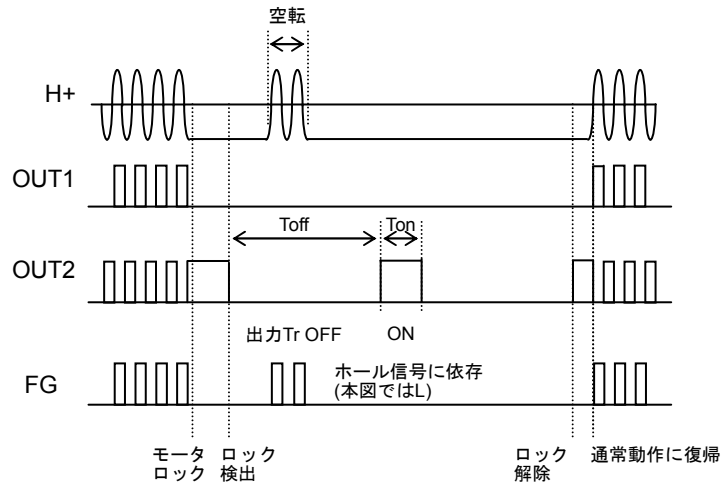 空転
H+
OUT1
Toff
Ton
OUT2
出力Tr OFF
ON
FG
ホール信号に依存
(本図ではL)
モータ
ロック
ロック
検出
ロック
解除
通常動作に復帰